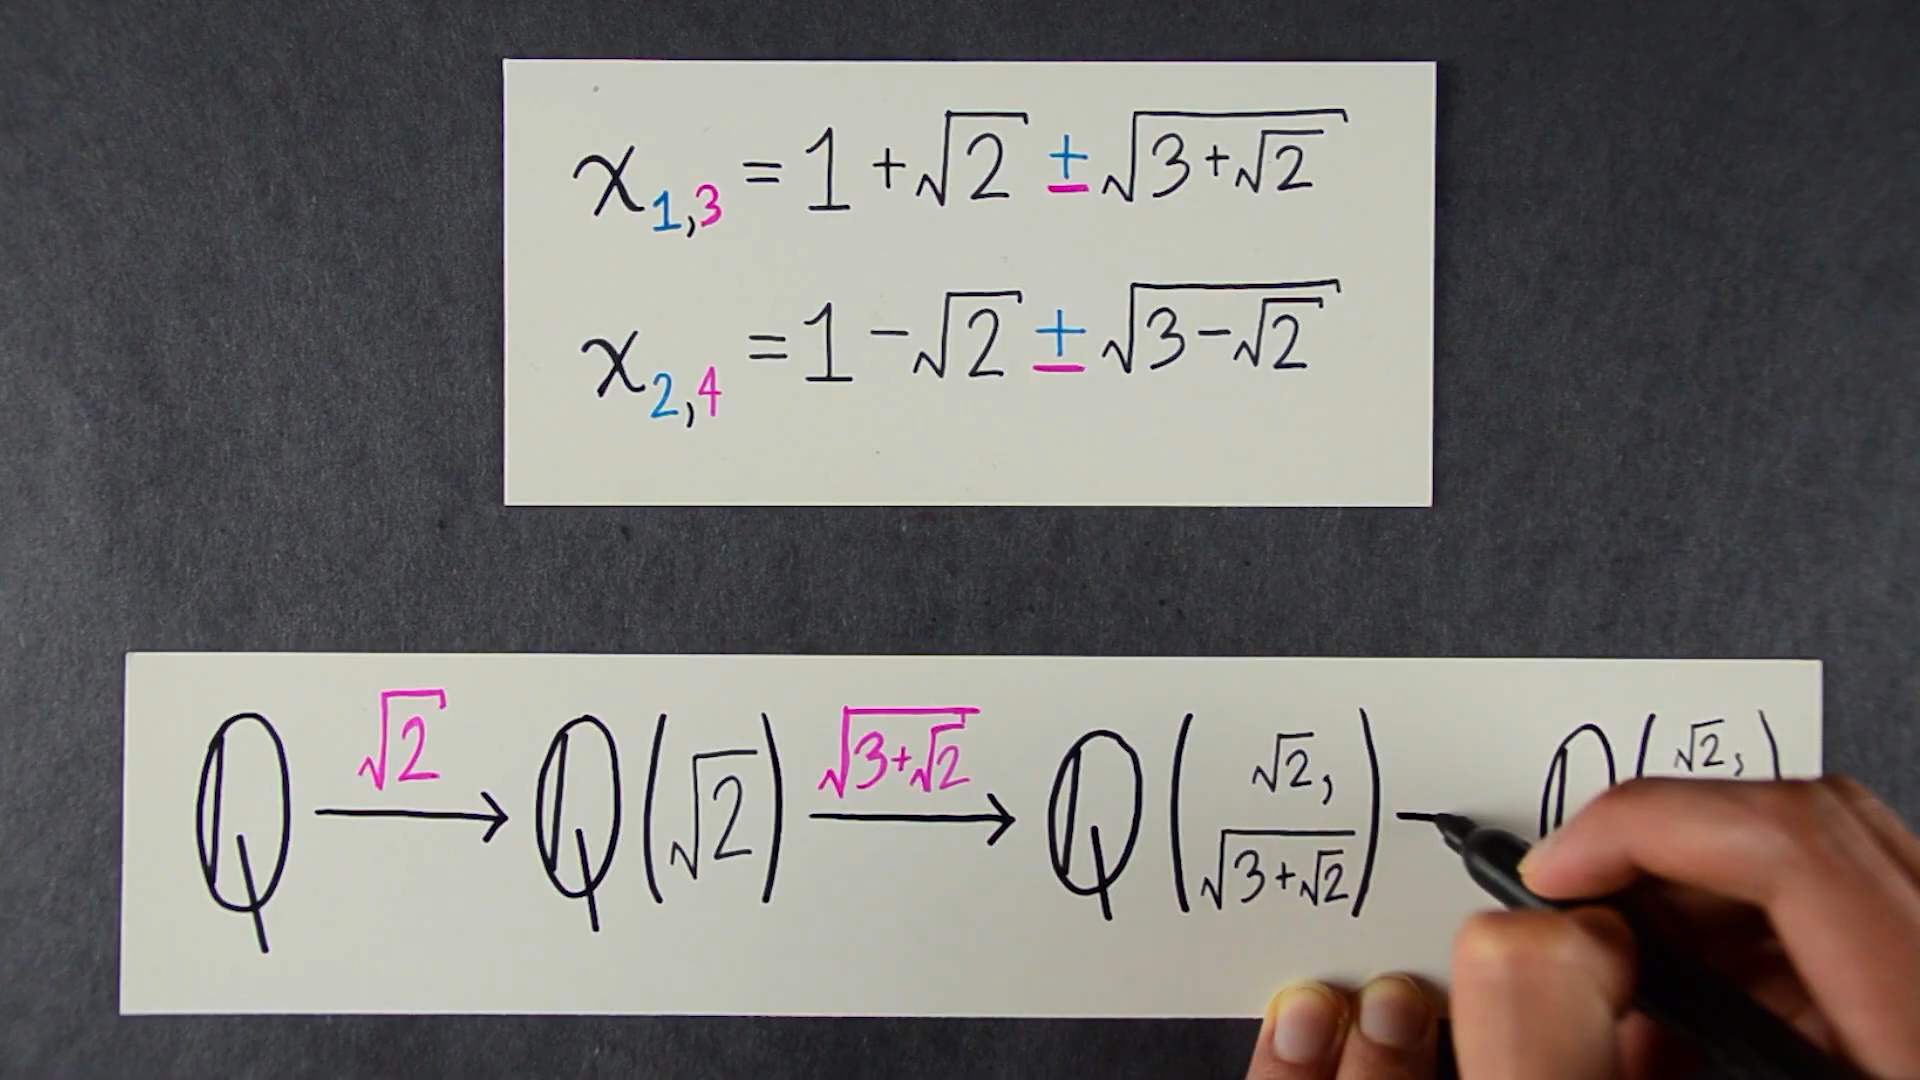 x₁,₃ = 1 + √2 ± √(3 + √2)
x₂,₄ = 1 − √2 ± √(3 − √2)
ℚ —√2→ ℚ(√2) —√(3+√2)→ ℚ(√2, √(3+√2)) — ℚ(√2,